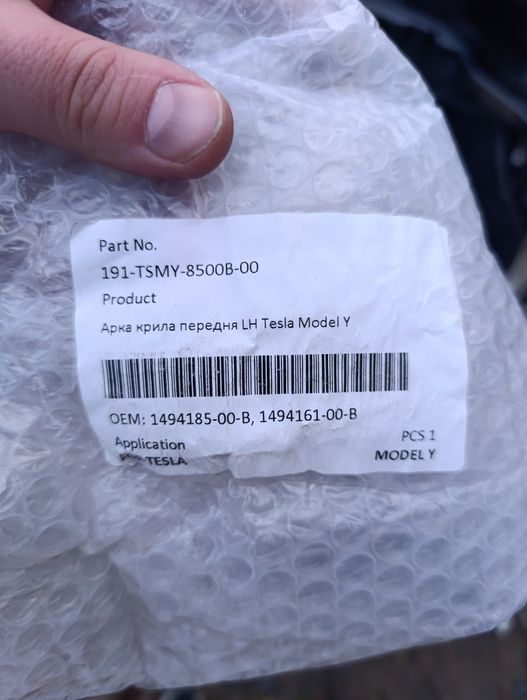 Part No.
191-TSMY-8500B-00
Product
Арка крила передня LH Tesla Model Y
OEM: 1494185-00-B, 1494161-00-B
Application
PCS 1
TESLA
MODEL Y